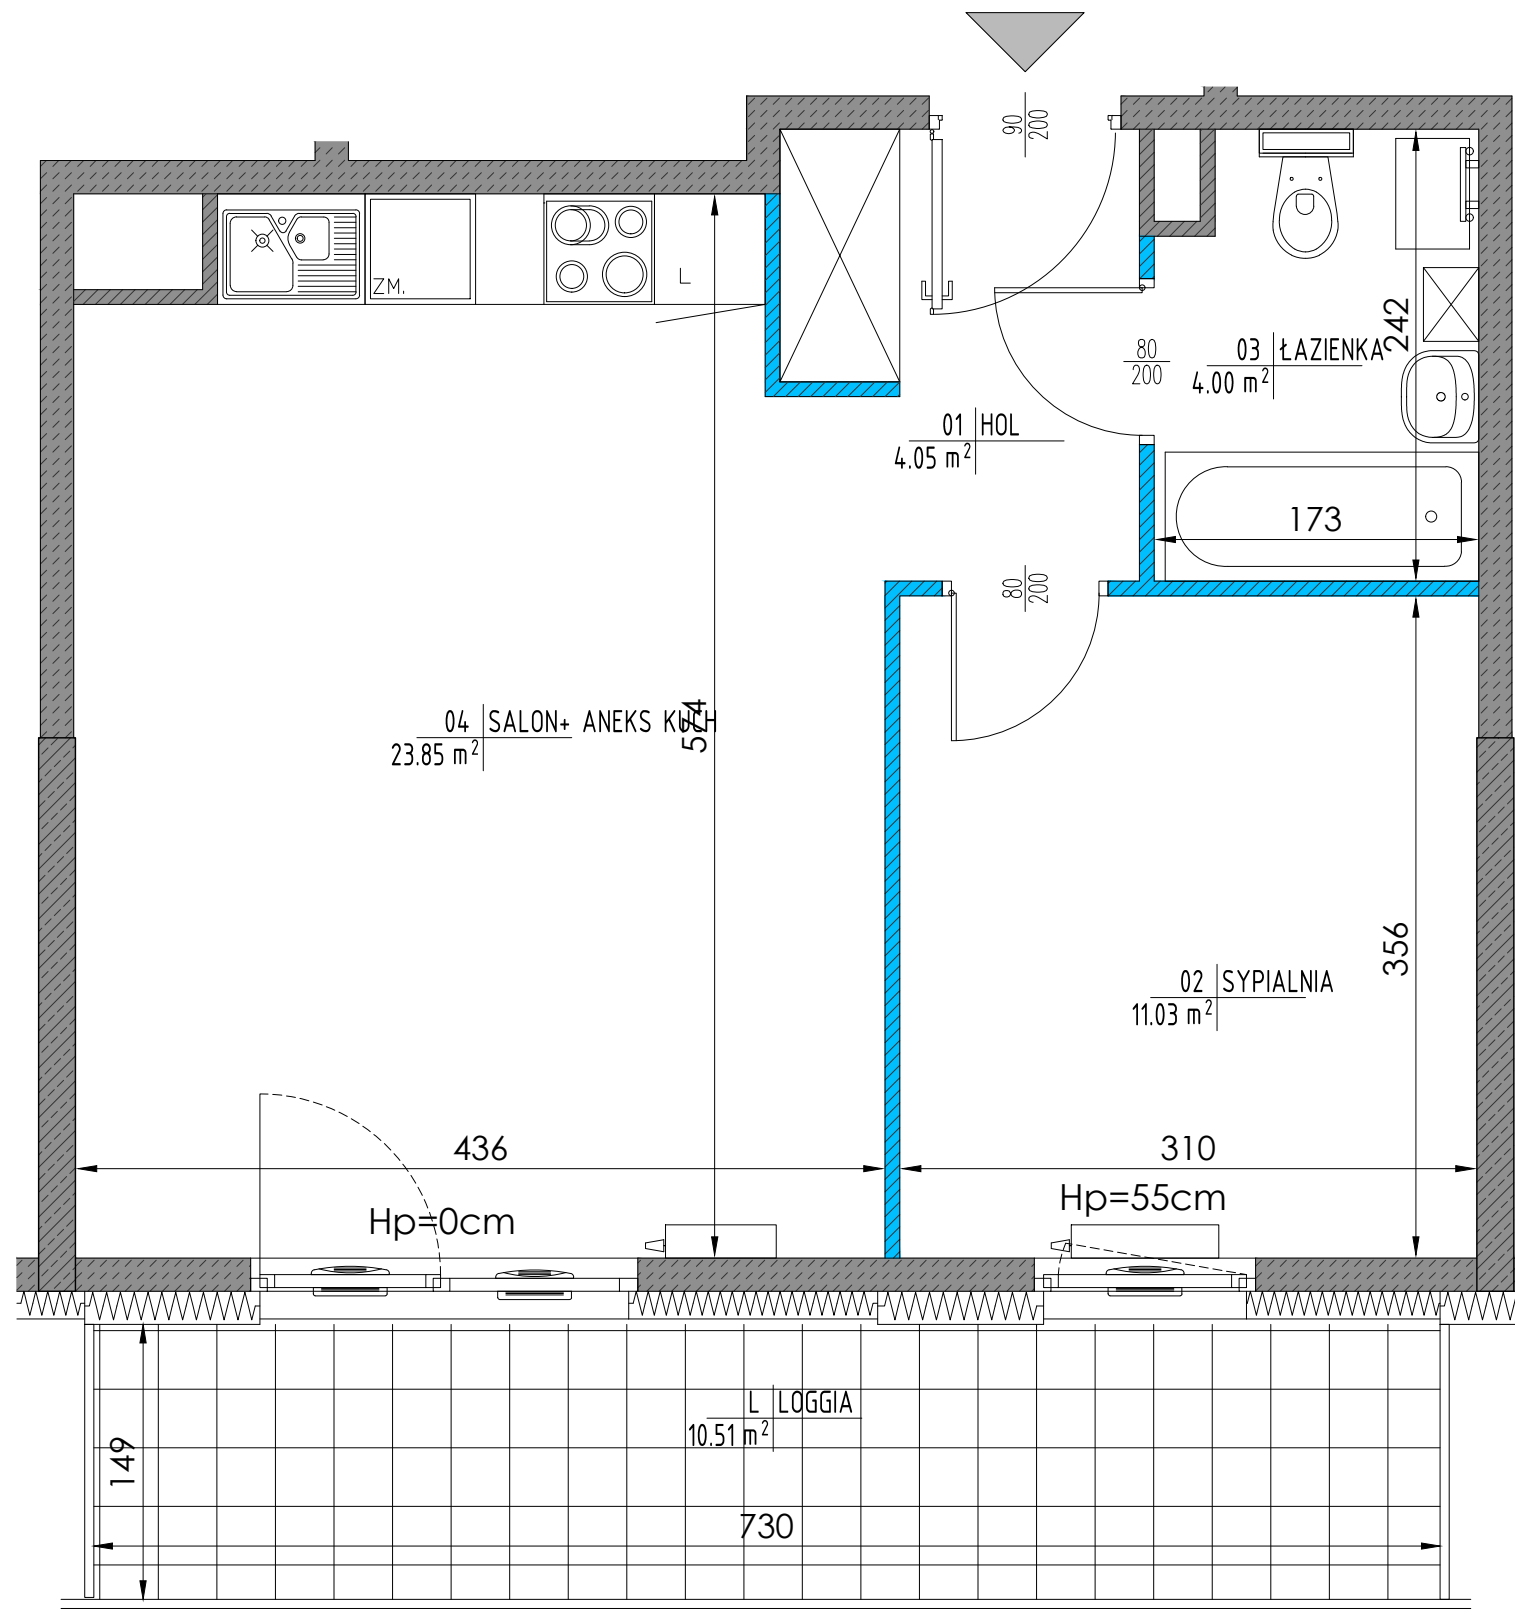 90
200
ZM.
L
80
200
03 ŁAZIENKA
4.00 m²
242
01 HOL
4.05 m²
173
80
200
04 SALON+ ANEKS KUCH
23.85 m²
574
356
02 SYPIALNIA
11.03 m²
436
310
Hp=0cm
Hp=55cm
L LOGGIA
10.51 m²
149
730